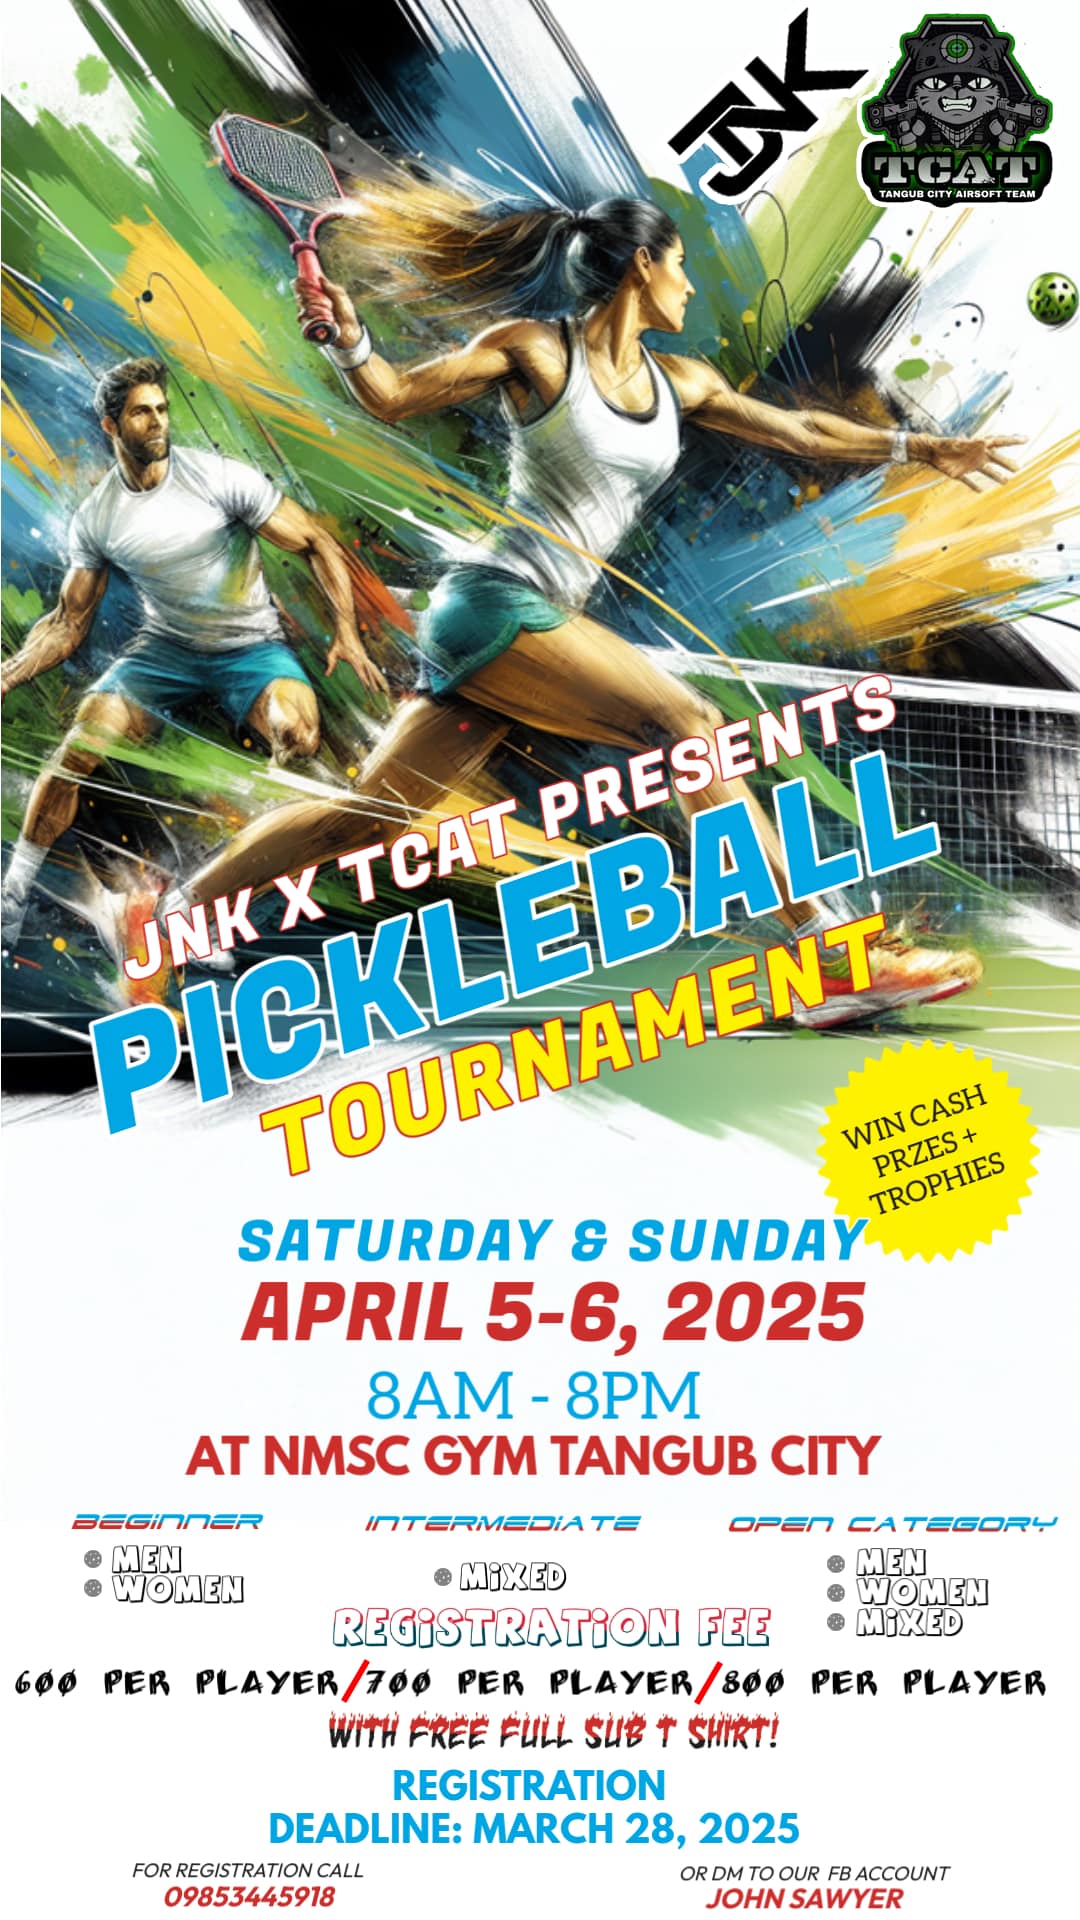 JNK
TCAT
TANGUB CITY AIRSOFT TEAM
JNK X TCAT PRESENTS
PICKLEBALL
TOURNAMENT
WIN CASH
PRZES +
TROPHIES
SATURDAY & SUNDAY
APRIL 5-6, 2025
8AM - 8PM
AT NMSC GYM TANGUB CITY
BEGiNNER
MEN
WOMEN
iNTERMEDiATE
MiXED
OPEN CATEGORY
MEN
WOMEN
MiXED
REGiSTRATiON FEE
600 PER PLAYER/700 PER PLAYER/800 PER PLAYER
WITH FREE FULL SUB T SHIRT!
REGISTRATION
DEADLINE: MARCH 28, 2025
FOR REGISTRATION CALL
09853445918
OR DM TO OUR FB ACCOUNT
JOHN SAWYER